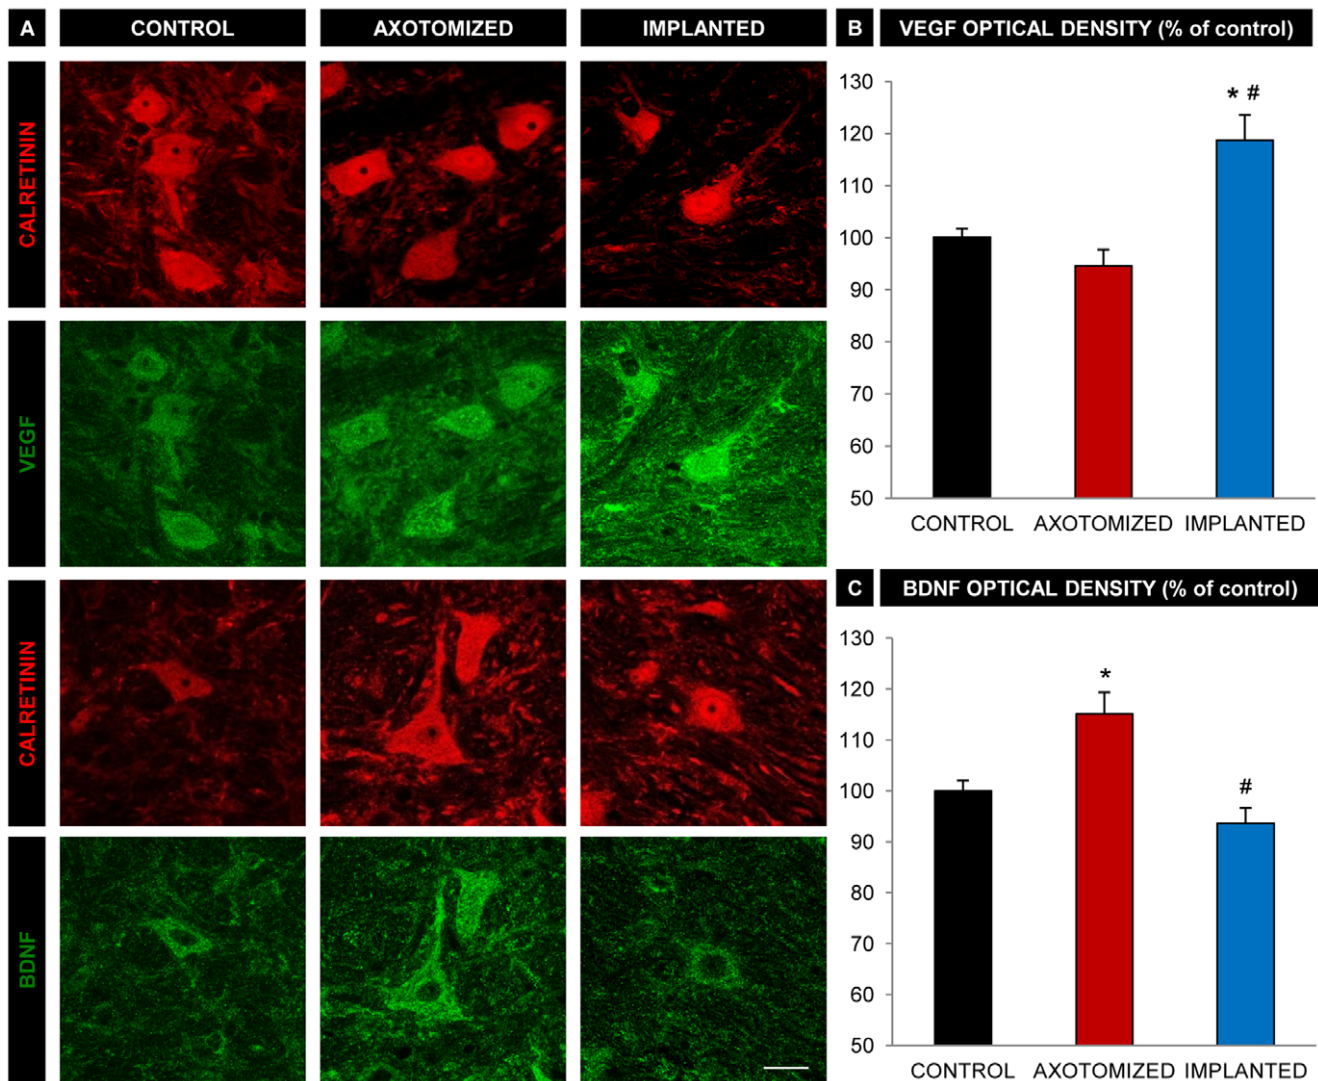 A CONTROL AXOTOMIZED IMPLANTED
CALRETININ
VEGF
CALRETININ
BDNF
B VEGF OPTICAL DENSITY (% of control)
130
120
110
100
90
80
70
60
50
* #
CONTROL AXOTOMIZED IMPLANTED
C BDNF OPTICAL DENSITY (% of control)
130
120
110
100
90
80
70
60
50
*
#
CONTROL AXOTOMIZED IMPLANTED